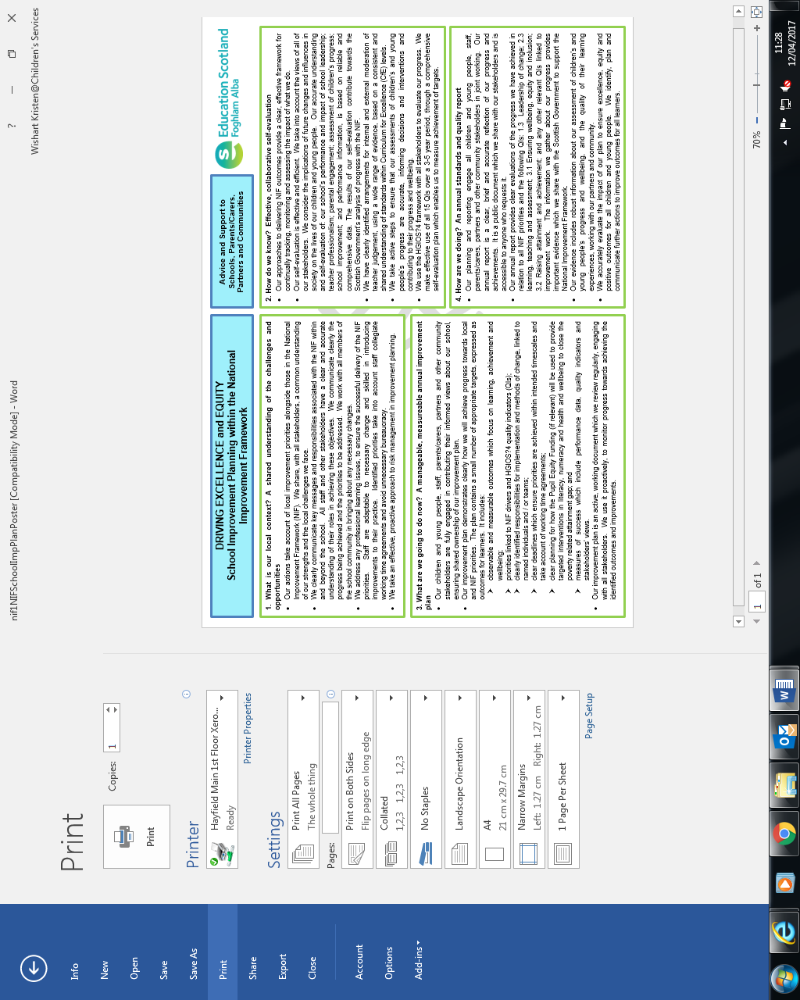 nif1NIFSchoolImpPlanPoster [Compatibility Mode] - Word
?
Wishart Kristen@Children's Services
Info
New
Open
Save
Save As
Print
Share
Export
Close
Account
Options
Add-ins
Print
Print
Copies: 1
Printer
Hayfield Main 1st Floor Xero...
Ready
Printer Properties
Settings
Print All Pages
The whole thing
Pages:
Print on Both Sides
Flip pages on long edge
Collated
1,2,3 1,2,3 1,2,3
No Staples
Landscape Orientation
A4
21 cm x 29.7 cm
Narrow Margins
Left: 1.27 cm Right: 1.27 cm
1 Page Per Sheet
Page Setup
DRIVING EXCELLENCE and EQUITY
School Improvement Planning within the National
Improvement Framework
Advice and Support to
Schools, Parents/Carers,
Partners and Communities
Education Scotland
Foghlam Alba
1. What is our local context? A shared understanding of the challenges and
opportunities
• Our actions take account of local improvement priorities alongside those in the National
Improvement Framework (NIF). We share, with all stakeholders, a common understanding
of our strengths and the local challenges we face.
• We clearly communicate key messages and responsibilities associated with the NIF within
and beyond the school. All staff and other stakeholders have a clear and accurate
understanding of their roles in achieving these objectives. We communicate clearly the
progress being achieved and the priorities to be addressed. We work with all members of
the school community in bringing about any necessary changes.
• We address any professional learning issues, to ensure the successful delivery of the NIF
priorities. Staff are adaptable to necessary change and skilled in introducing
improvements to their practice. Identified priorities take into account staff collegiate
working time agreements and avoid unnecessary bureaucracy.
• We take an effective, proactive approach to risk management in improvement planning.
2. How do we know? Effective, collaborative self-evaluation
• Our approaches to delivering NIF outcomes provide a clear, effective framework for
continually tracking, monitoring and assessing the impact of what we do.
• Our self-evaluation is effective and efficient. We take into account the views of all of
our stakeholders. We consider the implications of future changes and influences in
society on the lives of our children and young people. Our accurate understanding
and self-evaluation of: our school's performance and impact of school leadership;
teacher professionalism; parental engagement; assessment of children's progress;
school improvement; and performance information, is based on reliable and
comprehensive data. The results of our self-evaluation contribute towards the
Scottish Government's analysis of progress with the NIF.
• We have clearly identified arrangements for internal and external moderation of
teacher judgement, using a wide range of evidence, based on a consistent and
shared understanding of standards within Curriculum for Excellence (CfE) levels.
• We take active steps to ensure that our assessments of children's and young
people's progress are accurate, informing decisions and interventions and
contributing to their progress and wellbeing.
• We use the HGIOS?4 framework with all stakeholders to evaluate our progress. We
make effective use of all 15 QIs over a 3-5 year period, through a comprehensive
self-evaluation plan which enables us to measure achievement of targets.
3. What are we going to do now? A manageable, measureable annual improvement
plan
• Our children and young people, staff, parents/carers, partners and other community
stakeholders are fully engaged in contributing their informed views about our school,
ensuring shared ownership of our improvement plan.
• Our improvement plan demonstrates clearly how we will achieve progress towards local
and NIF priorities. The plan contains a small number of appropriate targets, expressed as
outcomes for learners. It includes:
➤ observable and measurable outcomes which focus on learning, achievement and
wellbeing;
➤ priorities linked to NIF drivers and HGIOS?4 quality indicators (QIs);
➤ clearly identified responsibilities for implementation and methods of change, linked to
named individuals and / or teams;
➤ clear deadlines which ensure priorities are achieved within intended timescales and
take account of working time agreements;
➤ clear planning for how the Pupil Equity Funding (if relevant) will be used to provide
targeted interventions in literacy, numeracy and health and wellbeing to close the
poverty related attainment gap; and
➤ measures of success which include performance data, quality indicators and
stakeholders' views.
• Our improvement plan is an active, working document which we review regularly, engaging
with all stakeholders. We use it proactively, to monitor progress towards achieving the
identified outcomes and improvements.
4. How are we doing? An annual standards and quality report
• Our planning and reporting engage all children and young people, staff,
parents/carers, partners and other community stakeholders in joint working. Our
annual report is a clear, brief and accurate reflection of our progress and
achievements. It is a public document which we share with our stakeholders and is
accessible to anyone who requests it.
• Our annual report provides clear evaluations of the progress we have achieved in
relation to all NIF priorities and the following QIs: 1.3 Leadership of change; 2.3
learning, teaching and assessment; 3.1 Ensuring wellbeing, equity and inclusion;
3.2 Raising attainment and achievement; and any other relevant QIs linked to
improvement work. The information we gather about our progress provides
important evidence which we share with the Scottish Government to support the
National Improvement Framework.
• Our evidence includes robust information about our assessment of children's and
young people's progress and wellbeing, and the quality of their learning
experiences, working with our partners and community.
• We accurately evaluate the impact of our plan to ensure excellence, equity and
positive outcomes for all children and young people. We identify, plan and
communicate further actions to improve outcomes for all learners.
1 of 1
70%
11:28
12/04/2017